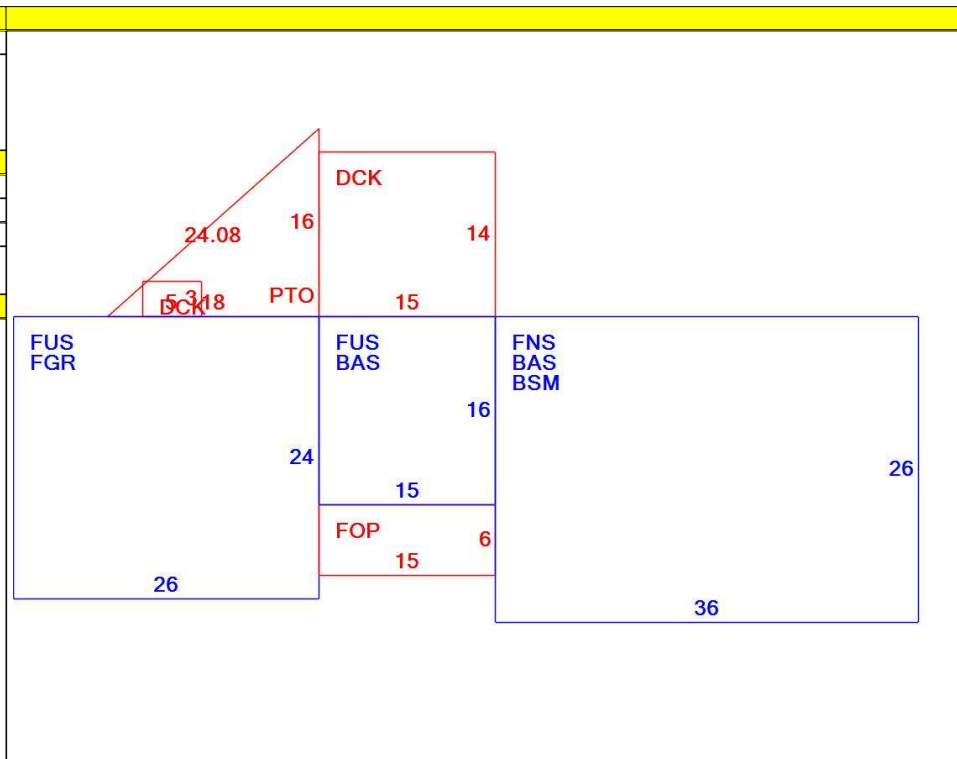 DCK
16
24.08
14
PTO
5
3
18
DCK
15
FUS
FGR
FUS
BAS
FNS
BAS
BSM
16
24
26
15
FOP
6
15
26
36